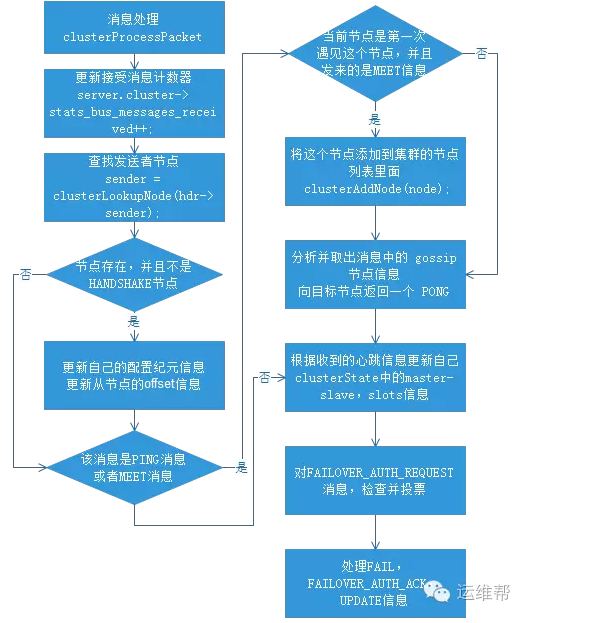 消息处理
clusterProcessPacket
更新接受消息计数器
server.cluster->
stats_bus_messages_recei
ved++;
查找发送者节点
sender =
clusterLookupNode(hdr->
sender);
节点存在，并且不是
HANDSHAKE节点
否
是
更新自己的配置纪元信息
更新从节点的offset信息
该消息是PING消息
或者MEET消息
是
否
当前节点是第一次
遇见这个节点，并且
发来的是MEET信息
否
是
将这个节点添加到集群的节点
列表里面
clusterAddNode(node);
分析并取出消息中的 gossip
节点信息
向目标节点返回一个 PONG
根据收到的心跳信息更新自己
clusterState中的master-
slave，slots信息
对FAILOVER_AUTH_REQUEST
消息，检查并投票
处理FAIL，
FAILOVER_AUTH_ACK
UPDATE信息
运维帮